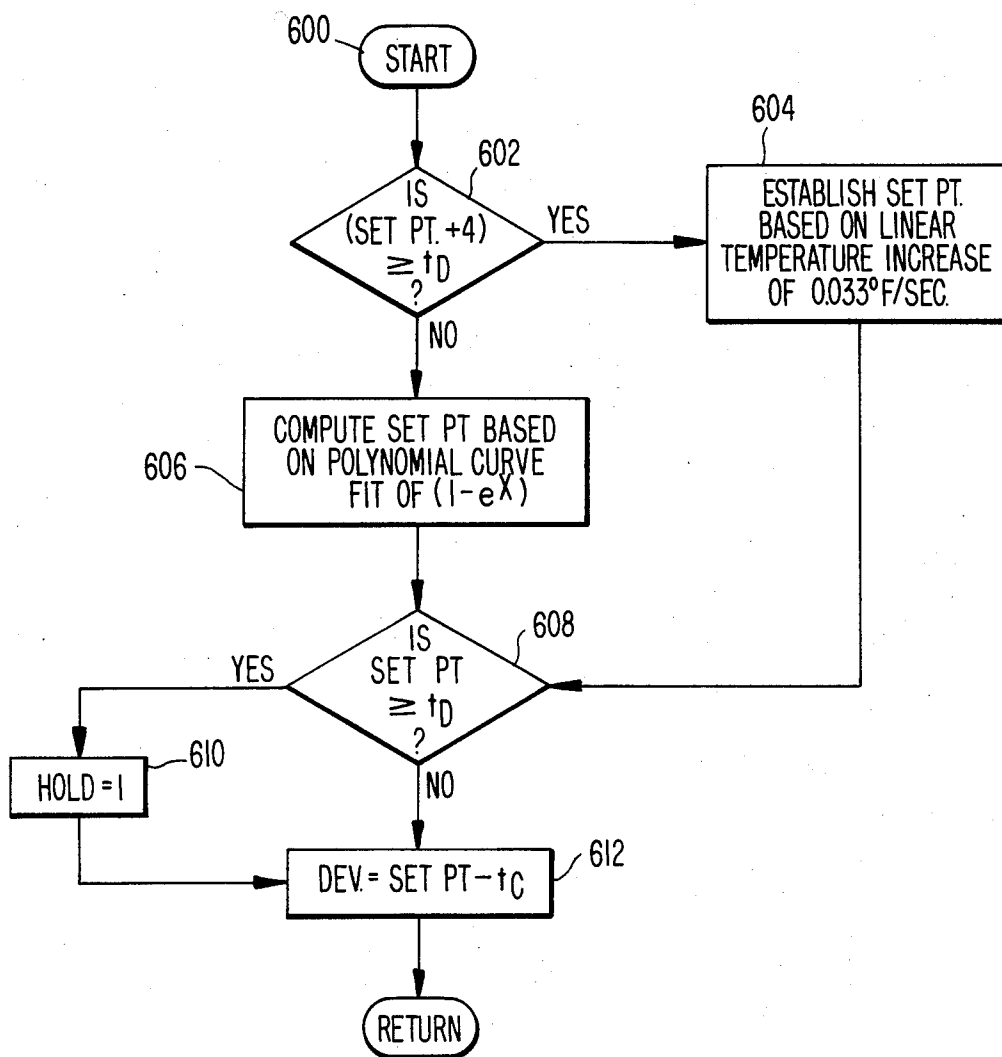 600
START
602
IS
(SET PT. +4)
≧ tD
?
YES
NO
604
ESTABLISH SET PT.
BASED ON LINEAR
TEMPERATURE INCREASE
OF 0.033°F/SEC.
606
COMPUTE SET PT BASED
ON POLYNOMIAL CURVE
FIT OF (1-eX)
608
IS
SET PT
≧ tD
?
YES
NO
610
HOLD = 1
612
DEV. = SET PT - tC
RETURN